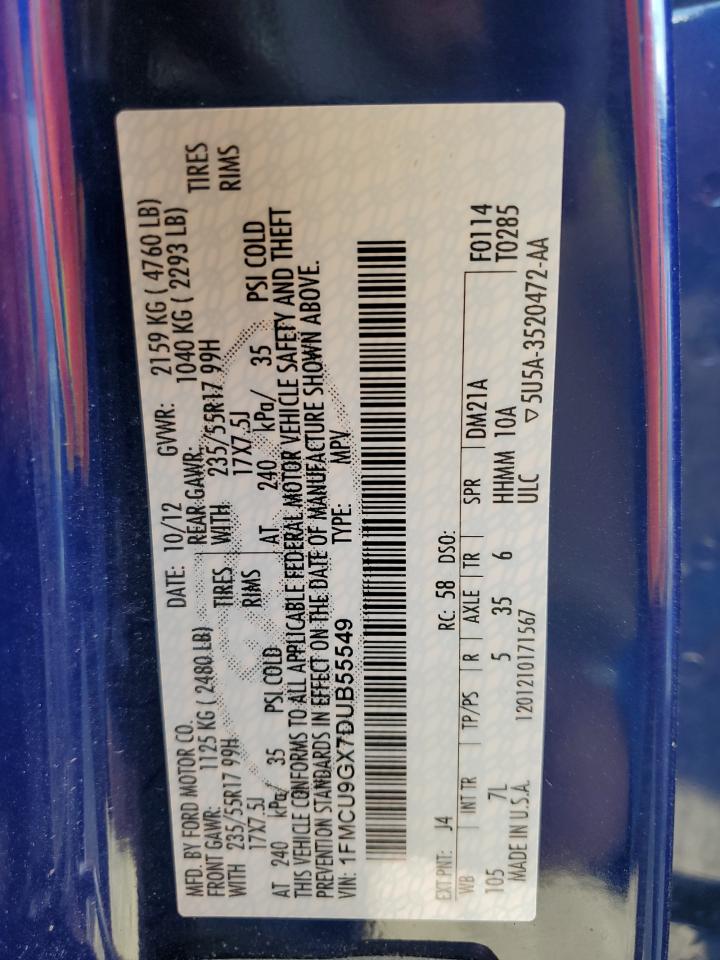 MFD. BY FORD MOTOR CO. DATE: 10/12 GVWR: 2159 KG ( 4760 LB)
FRONT GAWR: 1125 KG ( 2480 LB) REAR GAWR: 1040 KG ( 2293 LB)
WITH 235/55R17 99H TIRES WITH 235/55R17 99H TIRES
17X7.5J RIMS 17X7.5J RIMS
AT 240 kPa/ 35 PSI COLD AT 240 kPa/ 35 PSI COLD
THIS VEHICLE CONFORMS TO ALL APPLICABLE FEDERAL MOTOR VEHICLE SAFETY AND THEFT
PREVENTION STANDARDS IN EFFECT ON THE DATE OF MANUFACTURE SHOWN ABOVE.
VIN: 1FMCU9GX7DUB55549 TYPE: MPV
EXT PNT: J4 RC: 58 DSO:
WB INT TR TP/PS R AXLE TR SPR DM21A F0114
105 7L 5 35 6 HHMM 10A T0285
MADE IN U.S.A. 1201210171567 ULC ▽5U5A-3520472-AA